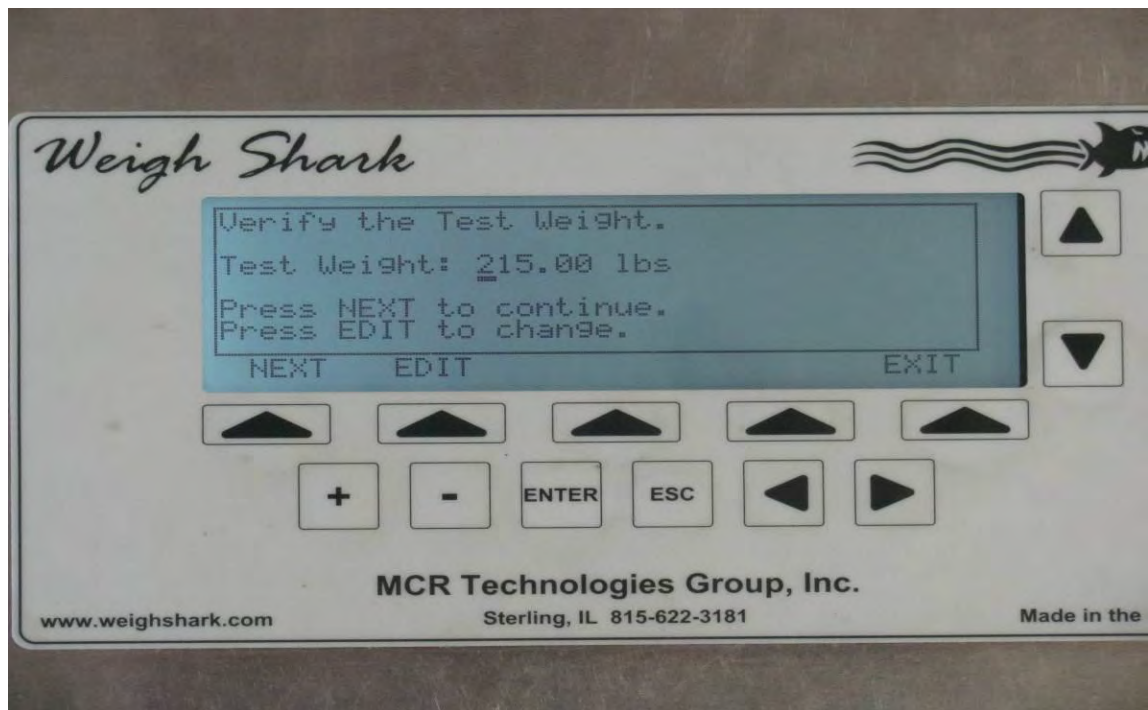 Weigh Shark
Verify the Test Weight.
Test Weight: 215.00 lbs
Press NEXT to continue.
Press EDIT to change.
NEXT EDIT EXIT
+ - ENTER ESC
MCR Technologies Group, Inc.
www.weighshark.com Sterling, IL 815-622-3181 Made in the